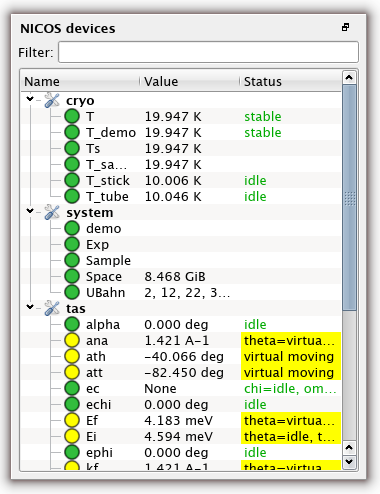 NICOS devices
Filter:
Name Value Status
cryo
T 19.947 K stable
T_demo 19.947 K stable
Ts 19.947 K
T_sa... 19.947 K
T_stick 10.006 K idle
T_tube 10.046 K idle
system
demo
Exp
Sample
Space 8.468 GiB
UBahn 2, 12, 22, 3...
tas
alpha 0.000 deg idle
ana 1.421 A-1 theta=virtua...
ath -40.066 deg virtual moving
att -82.450 deg virtual moving
ec None chi=idle, om...
echi 0.000 deg idle
Ef 4.183 meV theta=virtua...
Ei 4.594 meV theta=idle, t...
ephi 0.000 deg idle
kf 1.421 A-1 theta=virtua...